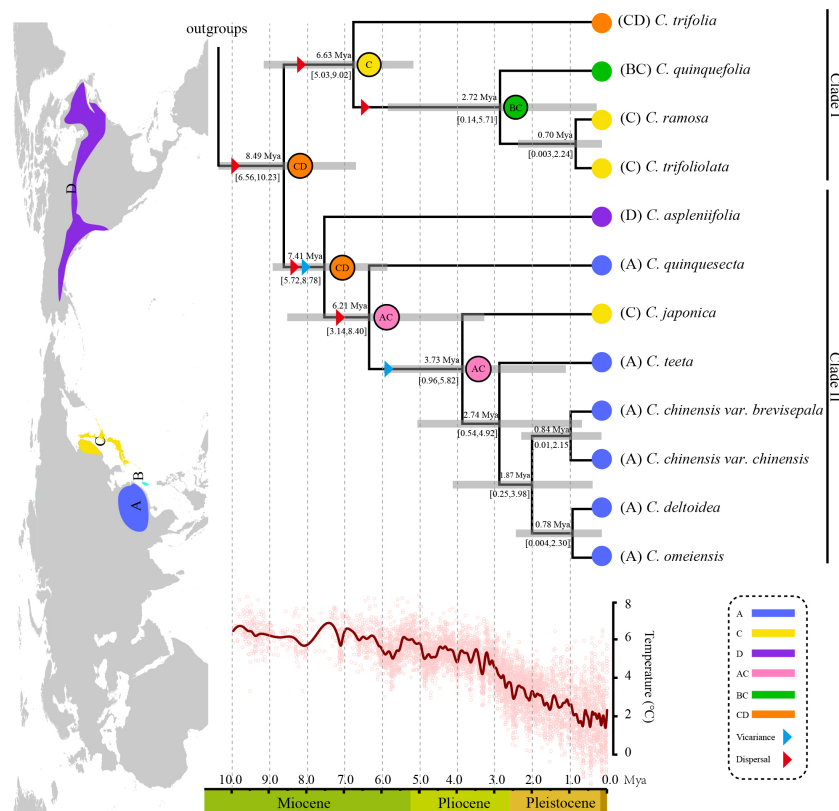 outgroups
(CD) C. trifolia
6.63 Mya
C
[5.03,9.02]
(BC) C. quinquefolia
2.72 Mya
BC
[0.14,5.71]
(C) C. ramosa
0.70 Mya
[0.003,2.24]
(C) C. trifoliolata
Clade I
8.49 Mya
CD
[6.56,10.23]
(D) C. aspleniifolia
7.41 Mya
CD
[5.72,8.78]
(A) C. quinquesecta
6.21 Mya
AC
[3.14,8.40]
(C) C. japonica
3.73 Mya
AC
[0.96,5.82]
(A) C. teeta
2.74 Mya
[0.54,4.92]
(A) C. chinensis var. brevisepala
0.84 Mya
[0.01,2.15]
(A) C. chinensis var. chinensis
1.87 Mya
[0.25,3.98]
(A) C. deltoidea
0.78 Mya
[0.004,2.30]
(A) C. omeiensis
Clade II
D
C
B
A
8
6
4
2
0
Temperature (°C)
10.0 9.0 8.0 7.0 6.0 5.0 4.0 3.0 2.0 1.0 0.0 Mya
Miocene Pliocene Pleistocene
A
C
D
AC
BC
CD
Vicariance
Dispersal